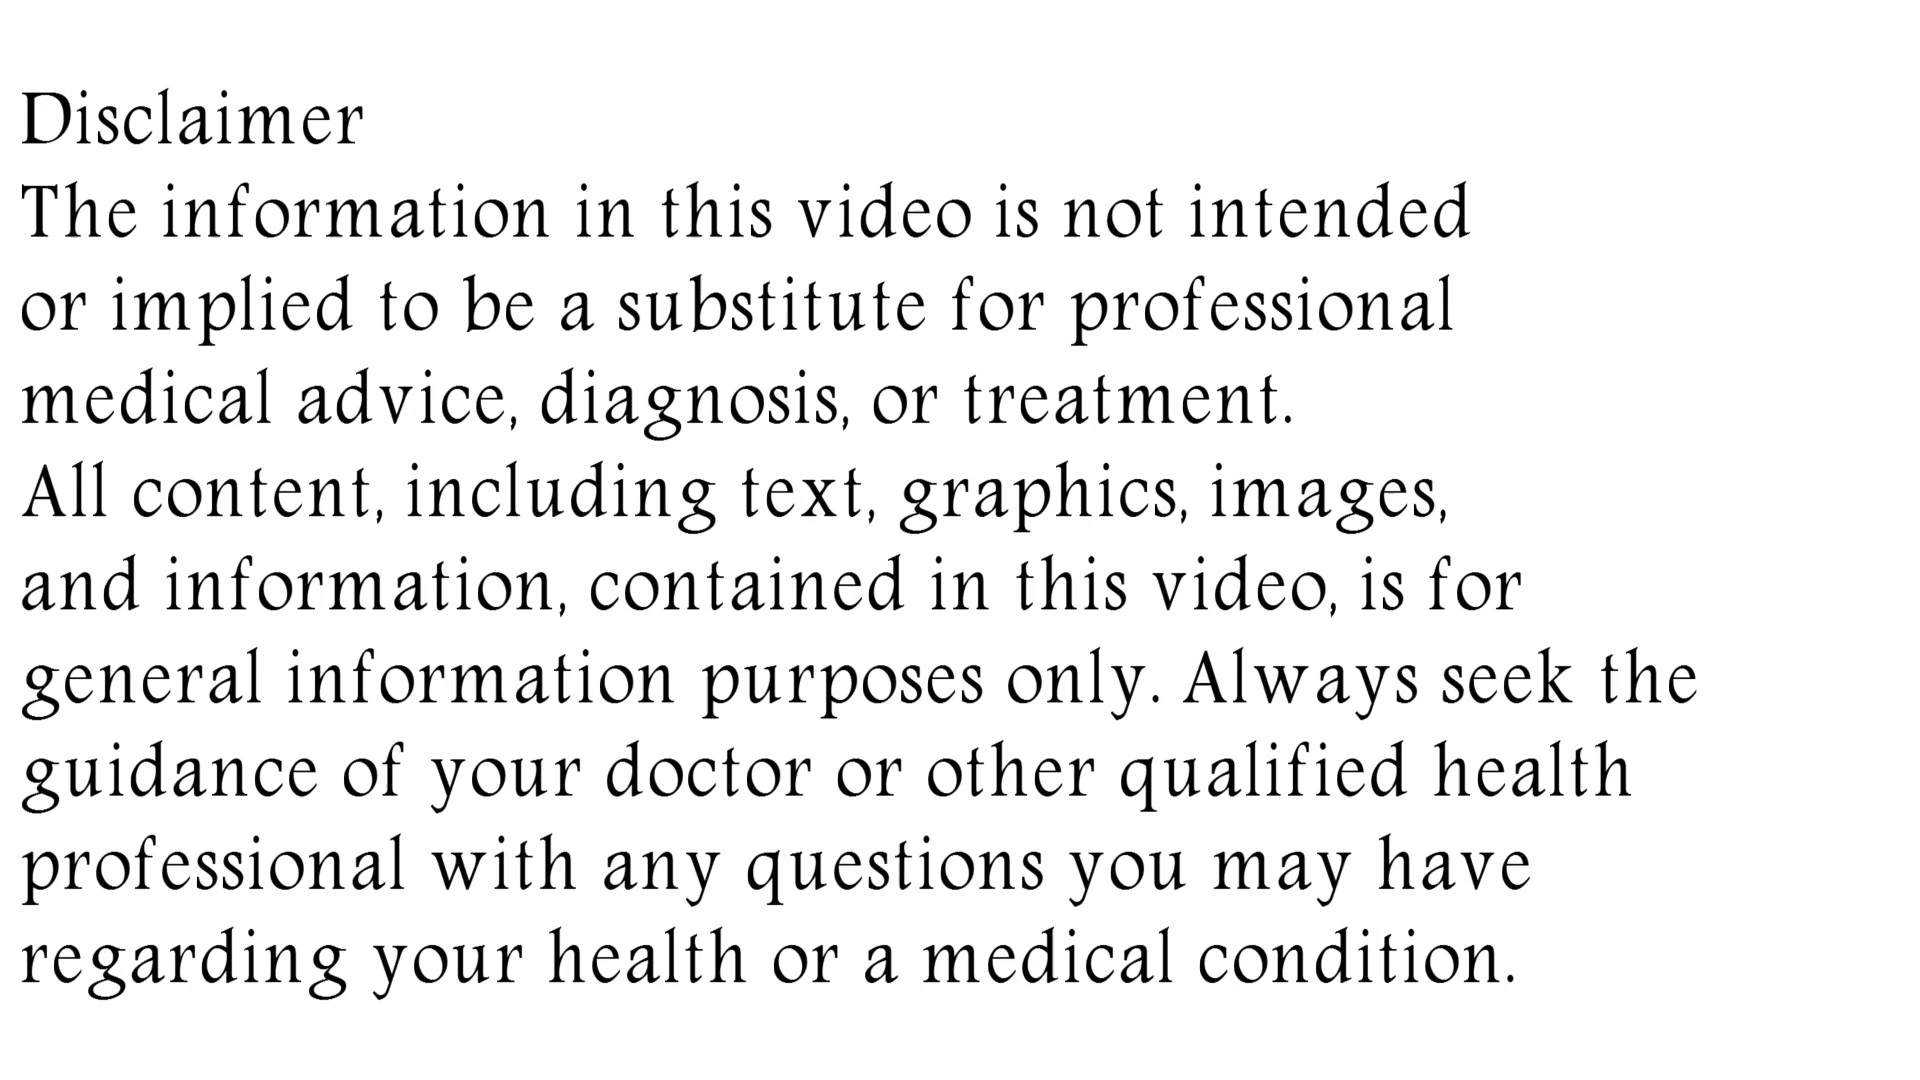 Disclaimer
The information in this video is not intended
or implied to be a substitute for professional
medical advice, diagnosis, or treatment.
All content, including text, graphics, images,
and information, contained in this video, is for
general information purposes only. Always seek the
guidance of your doctor or other qualified health
professional with any questions you may have
regarding your health or a medical condition.